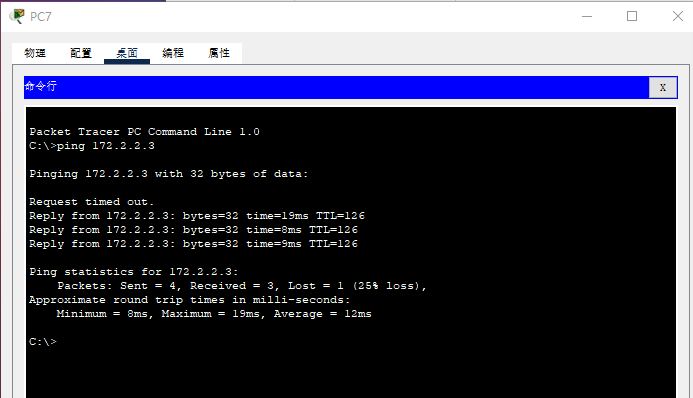 PC7
物理 配置 桌面 编程 属性
命令行
X
Packet Tracer PC Command Line 1.0
C:\>ping 172.2.2.3
Pinging 172.2.2.3 with 32 bytes of data:
Request timed out.
Reply from 172.2.2.3: bytes=32 time=19ms TTL=126
Reply from 172.2.2.3: bytes=32 time=8ms TTL=126
Reply from 172.2.2.3: bytes=32 time=9ms TTL=126
Ping statistics for 172.2.2.3:
Packets: Sent = 4, Received = 3, Lost = 1 (25% loss),
Approximate round trip times in milli-seconds:
Minimum = 8ms, Maximum = 19ms, Average = 12ms
C:\>